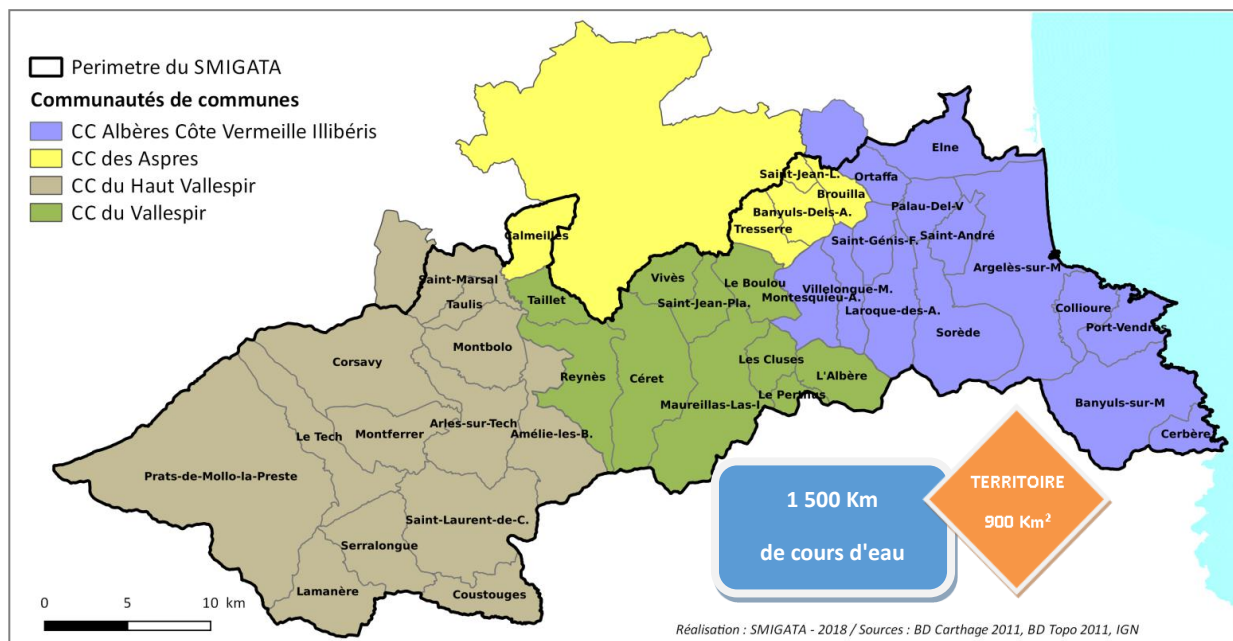 Perimetre du SMIGATA
Communautés de communes
CC Albères Côte Vermeille Illibéris
CC des Aspres
CC du Haut Vallespir
CC du Vallespir
Elne
Saint-Jean-L.
Ortaffa
Brouilla
Palau-Del-V
Banyuls-Dels-A.
Tresserre
Saint-André
Saint-Génis-F.
Calmeilles
Argelès-sur-M
Saint-Marsal
Vivès
Le Boulou
Taillet
Villelongue-M.
Saint-Jean-Pla.
Montesquieu-A.
Taulis
Laroque-des-A.
Collioure
Port-Vendres
Sorède
Montbolo
Corsavy
Les Cluses
Reynès
Céret
L'Albère
Le Perthus
Maureillas-Las-I.
Banyuls-sur-M
Arles-sur-Tech
Montferrer
Le Tech
Amélie-les-B.
Cerbère
Prats-de-Mollo-la-Preste
Saint-Laurent-de-C.
Serralongue
Lamanère
Coustouges
1 500 Km
de cours d'eau
TERRITOIRE
900 Km²
0 5 10 km
Réalisation : SMIGATA - 2018 / Sources : BD Carthage 2011, BD Topo 2011, IGN